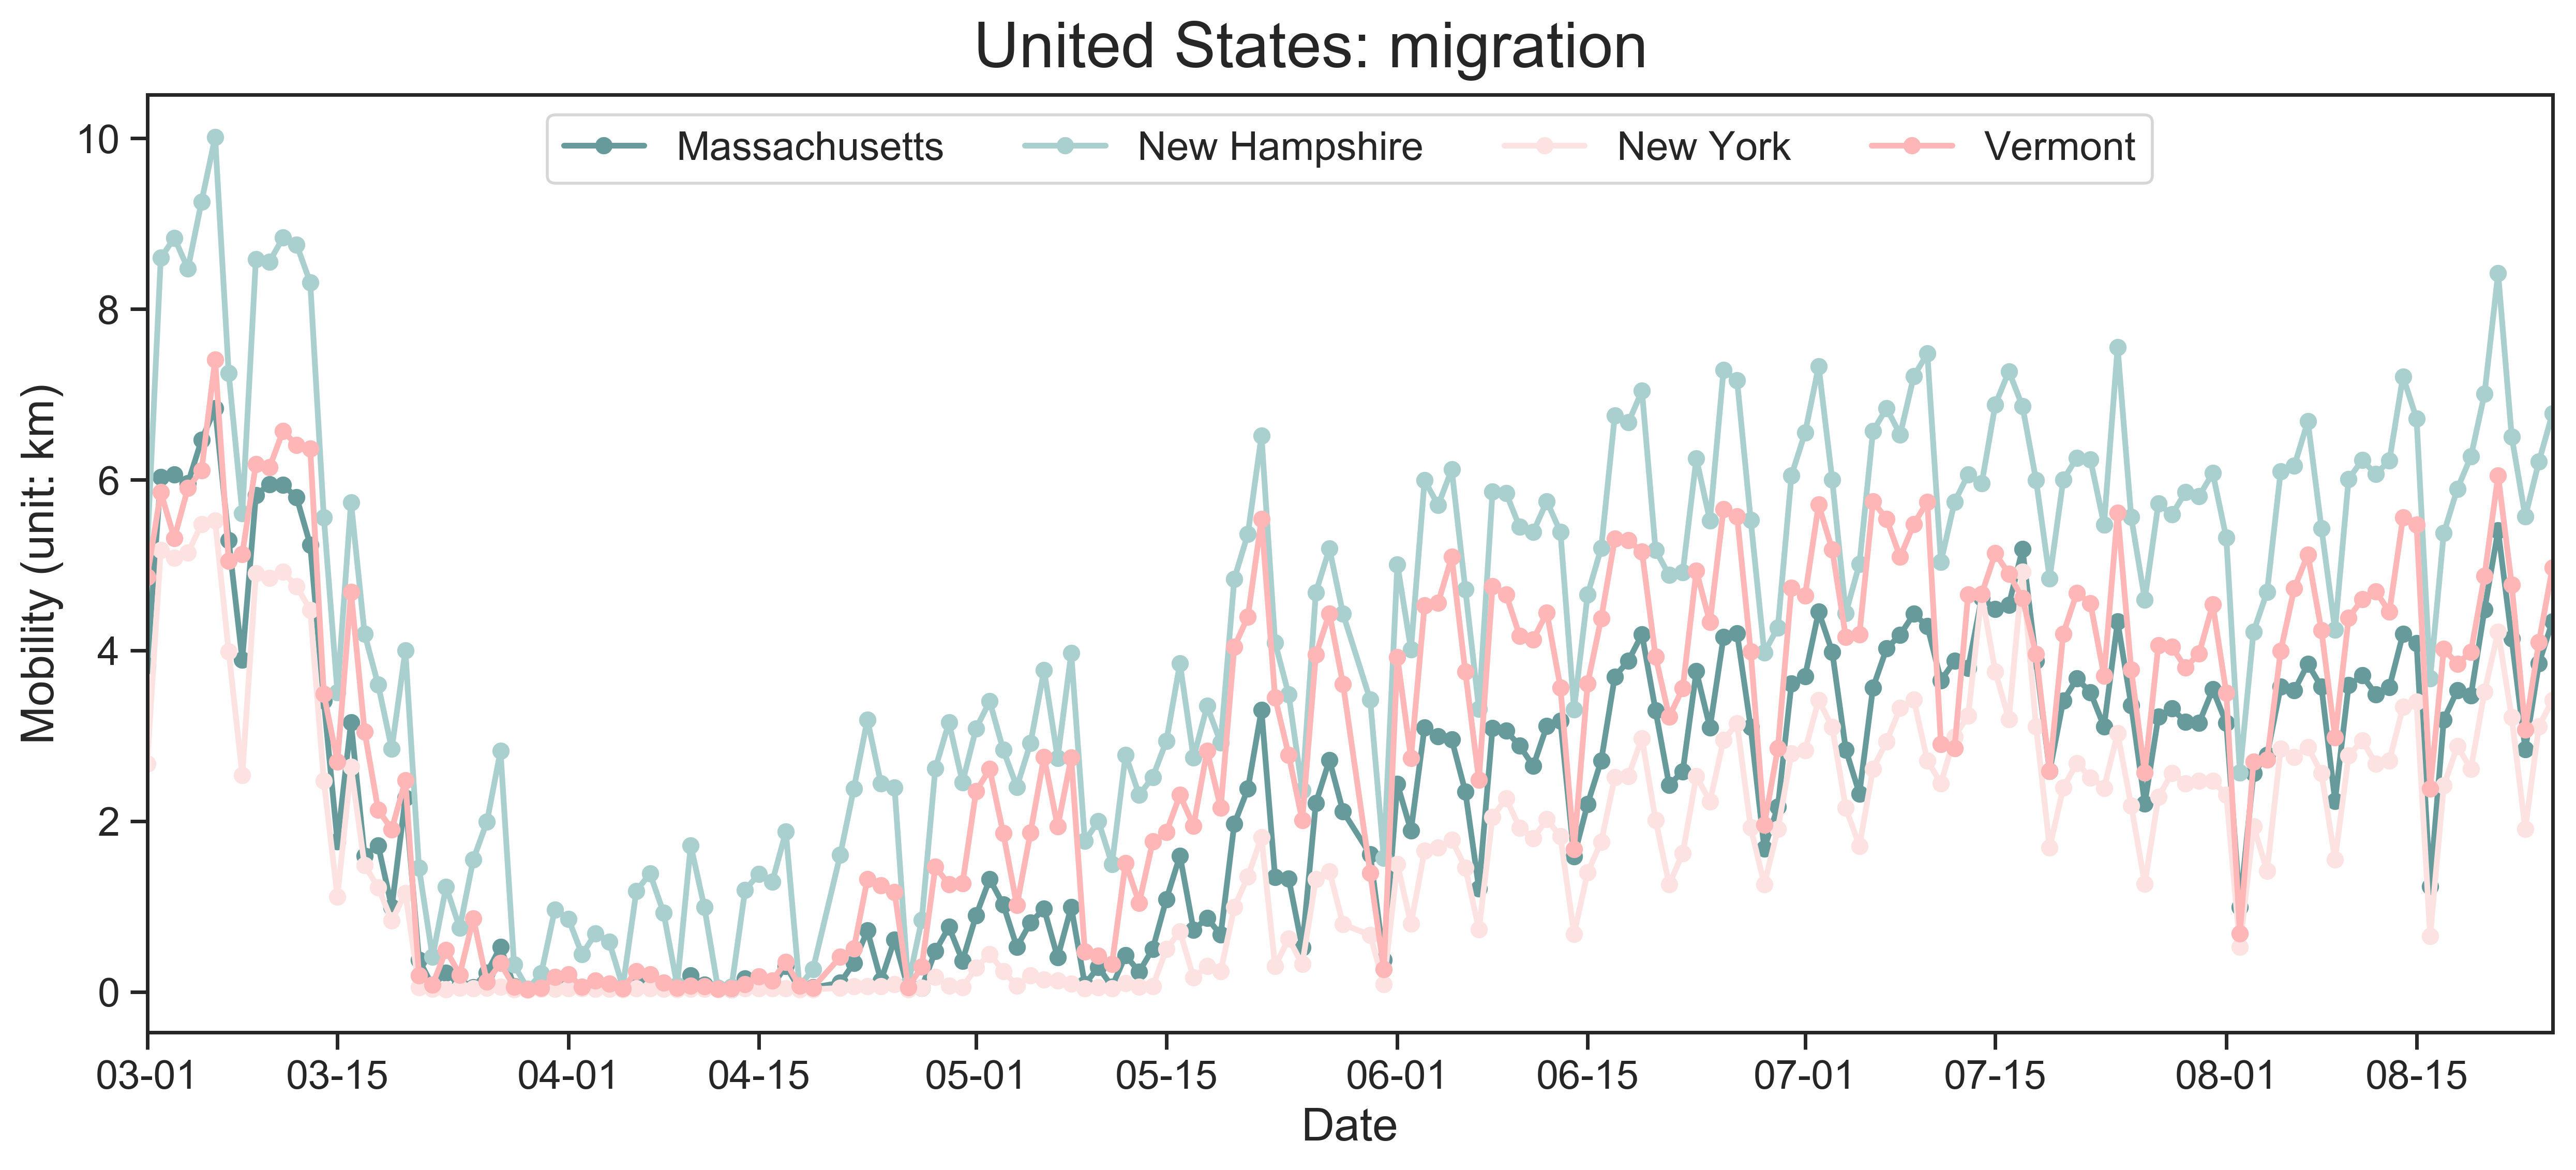 United States: migration
Massachusetts New Hampshire New York Vermont
Mobility (unit: km)
10
8
6
4
2
0
03-01 03-15 04-01 04-15 05-01 05-15 06-01 06-15 07-01 07-15 08-01 08-15
Date